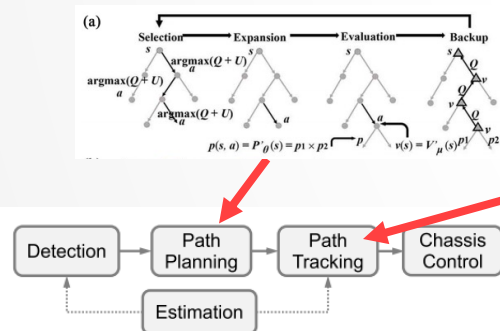 (a)
Selection Expansion Evaluation Backup
s s s s
argmax(Q + U)
a
Q
v
argmax(Q + U)
a
Q
v
argmax(Q + U)
a a a
Q
v
p(s, a) = P'θ(s) = p1 × p2 p v(s) = V'μ(s) p1 p2
Detection Path Planning Path Tracking Chassis Control
Estimation